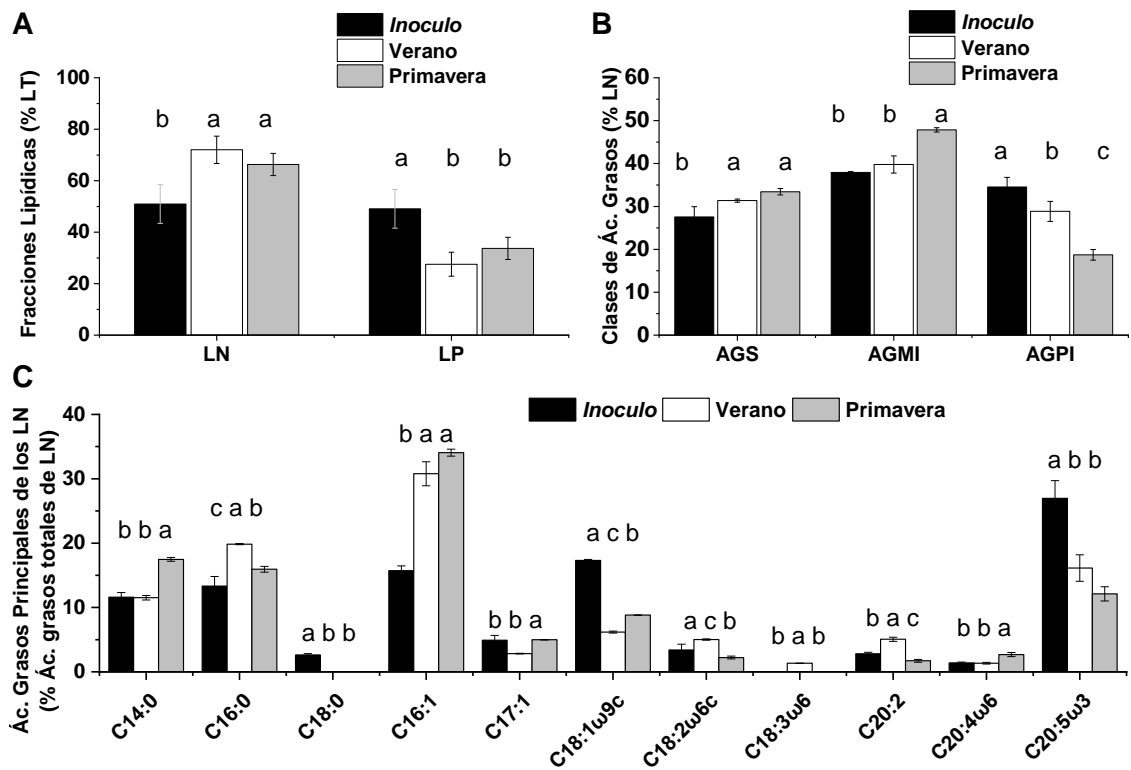 A
Inoculo
Verano
Primavera
Fracciones Lipídicas (% LT)
100
80
60
40
20
0
b a a
a b b
LN LP
B
Inoculo
Verano
Primavera
Clases de Ác. Grasos (% LN)
60
50
40
30
20
10
0
b a a
b b a
a b c
AGS AGMI AGPI
C
Inoculo Verano Primavera
Ác. Grasos Principales de los LN
(% Ác. grasos totales de LN)
40
30
20
10
0
b b a
c a b
a b b
b a a
b b a
a c b
a c b
b a b
b a c
b b a
a b b
C14:0 C16:0 C18:0 C16:1 C17:1 C18:1ω9c C18:2ω6c C18:3ω6 C20:2 C20:4ω6 C20:5ω3